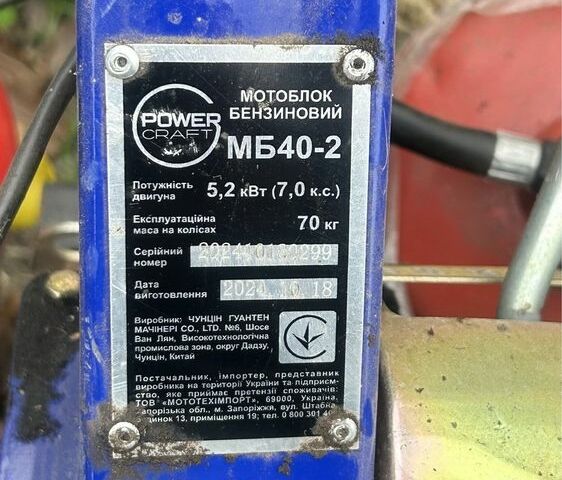 POWER
CRAFT
МОТОБЛОК
БЕНЗИНОВИЙ
МБ40-2
Потужність
двигуна
5,2 кВт (7,0 к.с.)
Експлуатаційна
маса на колісах
70 кг
Серійний
номер
Дата
виготовлення
2024 10 18
Виробник: ЧУНЦІН ГУАНТЕН
МАЧІНЕРІ CO., LTD. №6, Шосе
Ван Лян, Високотехнологічна
промислова зона, округ Дадзу,
Чунцін, Китай
Постачальник, імпортер, представник
виробника на території України та підприєм-
ство, яке приймає претензії споживачів:
ТОВ «МОТОТЕХІМПОРТ», 69000, Україна,
Запорізька обл., м. Запоріжжя, вул. Штабна,
будинок 13, приміщення 19; тел. 0 800 301